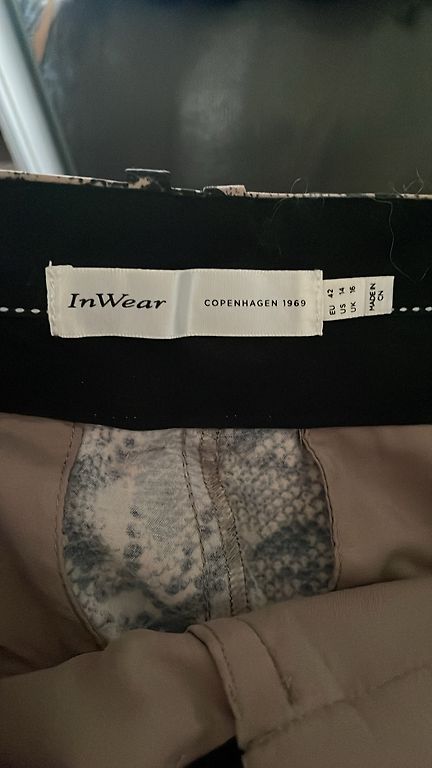 InWear
COPENHAGEN 1969
EU 42
US 14
UK 16
MADE IN
CN